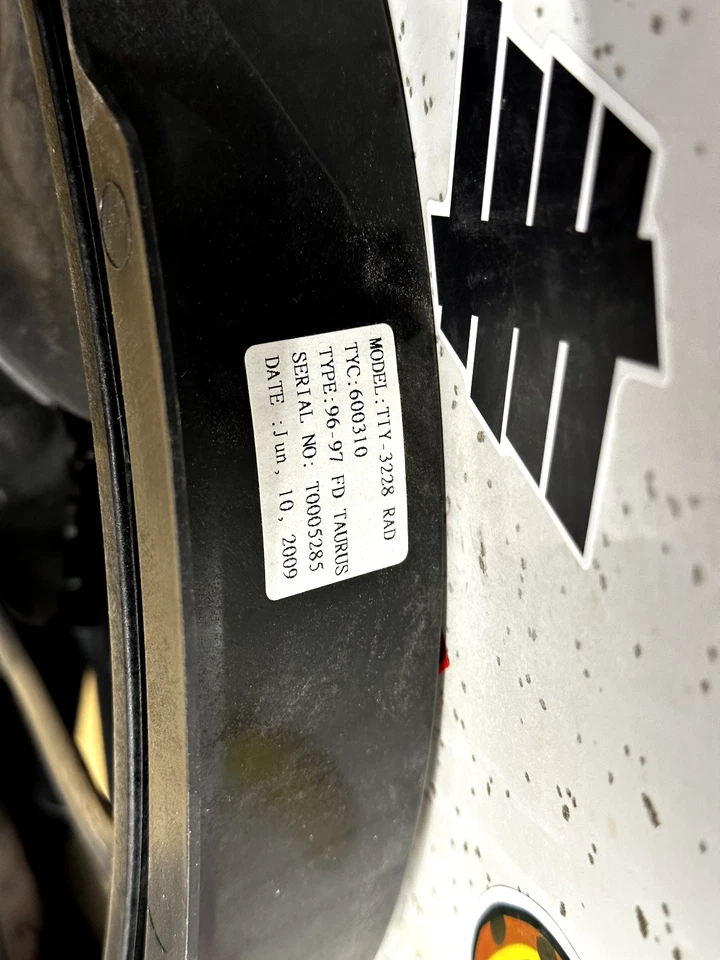 MODEL:TTY-3228 RAD
TYC:600310
TYPE:96-97 FD TAURUS
SERIAL NO: T0005285
DATE :Jun, 10, 2009